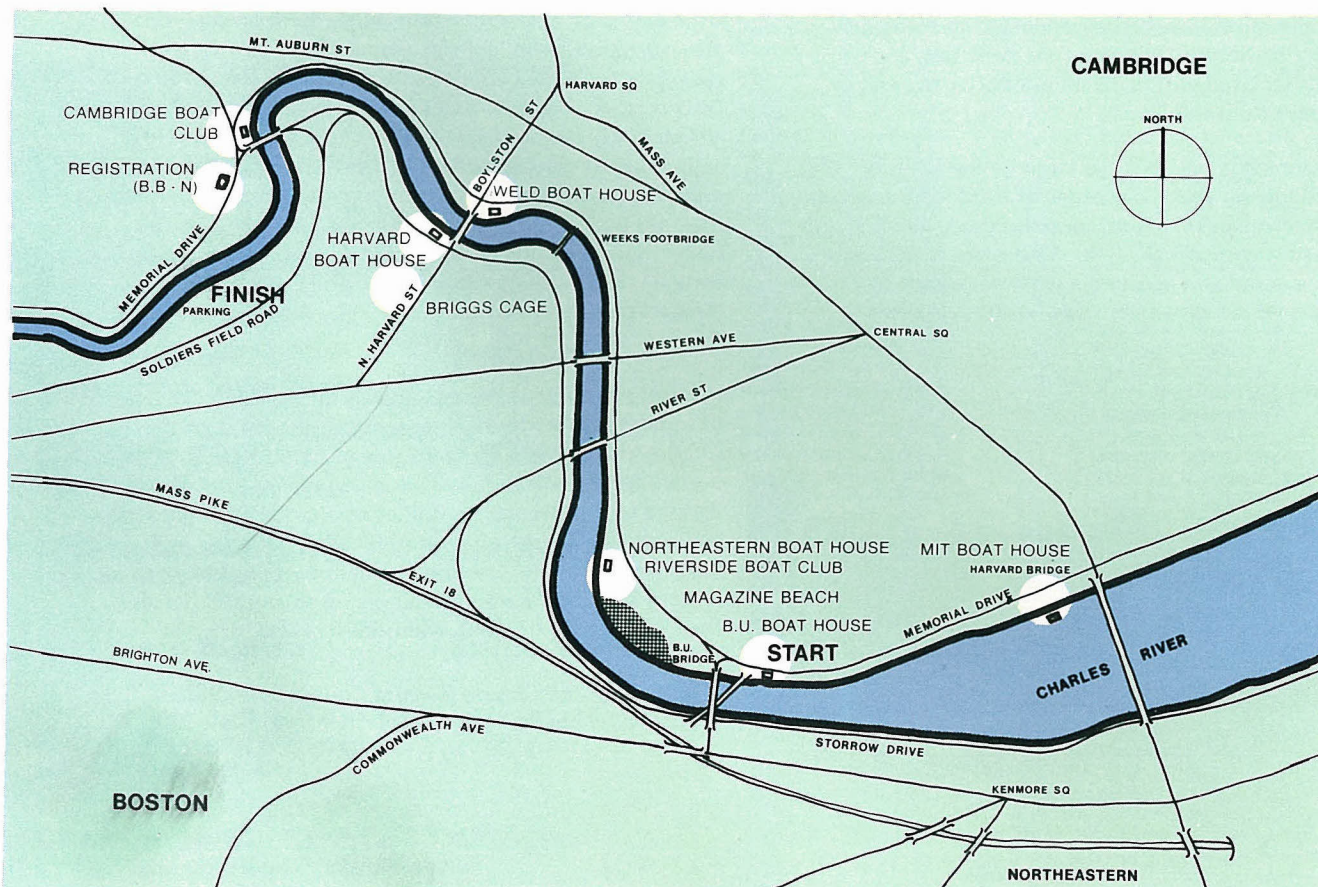 MT. AUBURN ST
CAMBRIDGE
HARVARD SQ
NORTH
CAMBRIDGE BOAT
CLUB
BOYLSTON ST
MASS AVE
REGISTRATION
(B.B - N)
WELD BOAT HOUSE
HARVARD
BOAT HOUSE
WEEKS FOOTBRIDGE
MEMORIAL DRIVE
FINISH
PARKING
BRIGGS CAGE
SOLDIERS FIELD ROAD
N. HARVARD ST
WESTERN AVE
CENTRAL SQ
RIVER ST
MASS PIKE
EXIT 18
NORTHEASTERN BOAT HOUSE
RIVERSIDE BOAT CLUB
MIT BOAT HOUSE
HARVARD BRIDGE
MAGAZINE BEACH
MEMORIAL DRIVE
B.U. BOAT HOUSE
B.U.
BRIDGE
START
CHARLES RIVER
BRIGHTON AVE.
COMMONWEALTH AVE
STORROW DRIVE
BOSTON
KENMORE SQ
NORTHEASTERN